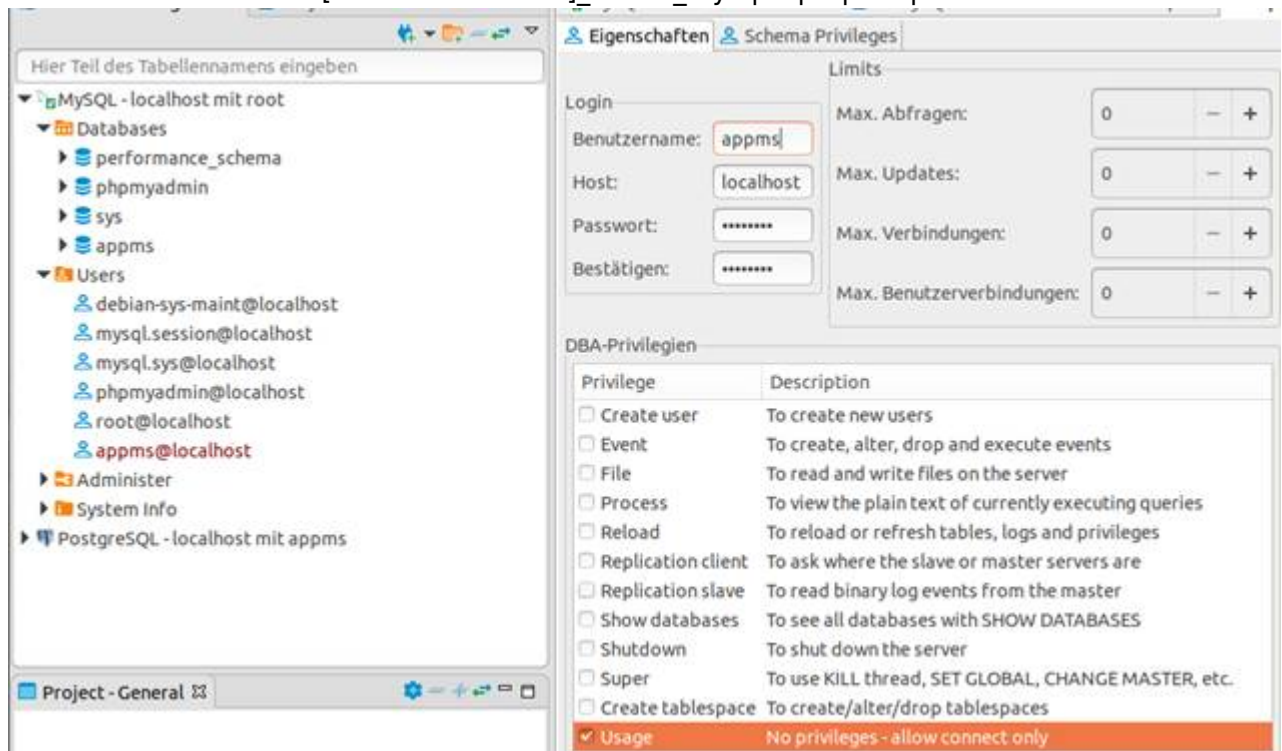 Hier Teil des Tabellennamens eingeben
MySQL - localhost mit root
Databases
performance_schema
phpmyadmin
sys
appms
Users
debian-sys-maint@localhost
mysql.session@localhost
mysql.sys@localhost
phpmyadmin@localhost
root@localhost
appms@localhost
Administer
System Info
PostgreSQL - localhost mit appms
Project - General
Eigenschaften Schema Privileges
Login
Benutzername: appms
Host: localhost
Passwort: ••••••••
Bestätigen: ••••••••
Limits
Max. Abfragen: 0 − +
Max. Updates: 0 − +
Max. Verbindungen: 0 − +
Max. Benutzerverbindungen: 0 − +
DBA-Privilegien
Privilege Description
Create user To create new users
Event To create, alter, drop and execute events
File To read and write files on the server
Process To view the plain text of currently executing queries
Reload To reload or refresh tables, logs and privileges
Replication client To ask where the slave or master servers are
Replication slave To read binary log events from the master
Show databases To see all databases with SHOW DATABASES
Shutdown To shut down the server
Super To use KILL thread, SET GLOBAL, CHANGE MASTER, etc.
Create tablespace To create/alter/drop tablespaces
Usage No privileges - allow connect only